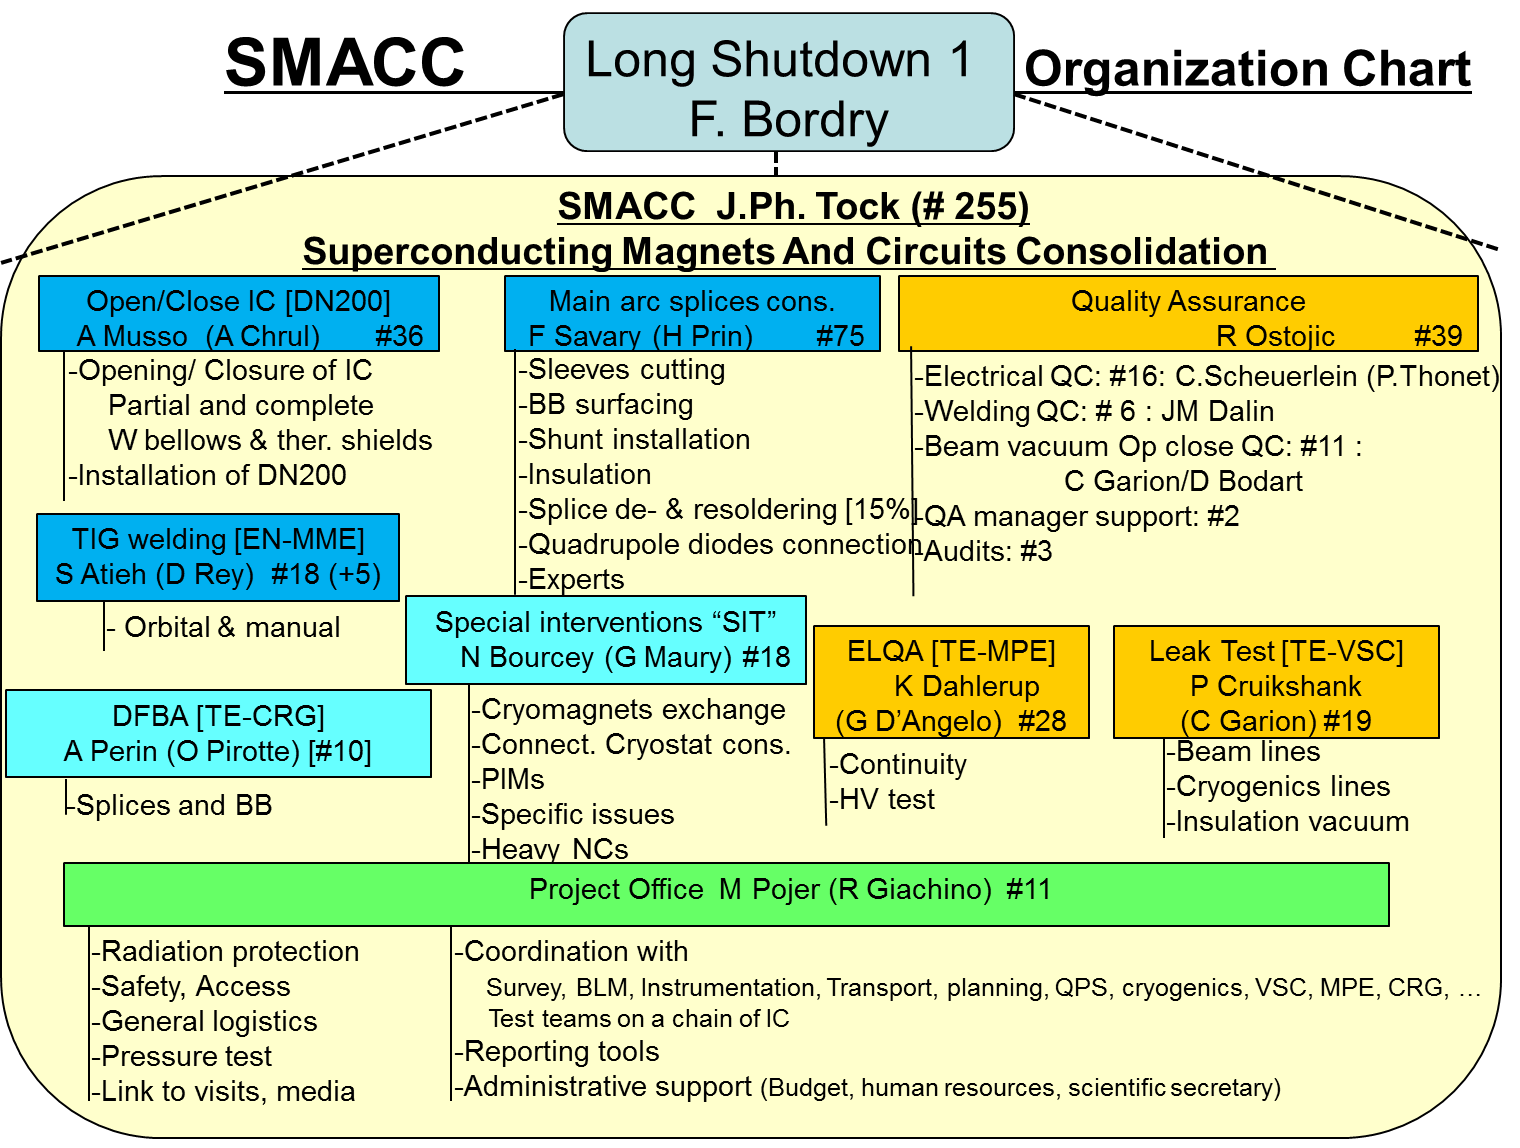 SMACC
Long Shutdown 1
F. Bordry
Organization Chart
SMACC J.Ph. Tock (# 255)
Superconducting Magnets And Circuits Consolidation
Open/Close IC [DN200]
A Musso (A Chrul) #36
-Opening/ Closure of IC
Partial and complete
W bellows & ther. shields
-Installation of DN200
Main arc splices cons.
F Savary (H Prin) #75
-Sleeves cutting
-BB surfacing
-Shunt installation
-Insulation
-Splice de- & resoldering [15%]
-Quadrupole diodes connection
-Experts
Quality Assurance
R Ostojic #39
-Electrical QC: #16: C.Scheuerlein (P.Thonet)
-Welding QC: # 6 : JM Dalin
-Beam vacuum Op close QC: #11 :
C Garion/D Bodart
-QA manager support: #2
-Audits: #3
TIG welding [EN-MME]
S Atieh (D Rey) #18 (+5)
- Orbital & manual
Special interventions “SIT”
N Bourcey (G Maury) #18
-Cryomagnets exchange
-Connect. Cryostat cons.
-PIMs
-Specific issues
-Heavy NCs
ELQA [TE-MPE]
K Dahlerup
(G D’Angelo) #28
-Continuity
-HV test
Leak Test [TE-VSC]
P Cruikshank
(C Garion) #19
-Beam lines
-Cryogenics lines
-Insulation vacuum
DFBA [TE-CRG]
A Perin (O Pirotte) [#10]
-Splices and BB
Project Office M Pojer (R Giachino) #11
-Radiation protection
-Safety, Access
-General logistics
-Pressure test
-Link to visits, media
-Coordination with
Survey, BLM, Instrumentation, Transport, planning, QPS, cryogenics, VSC, MPE, CRG, …
Test teams on a chain of IC
-Reporting tools
-Administrative support (Budget, human resources, scientific secretary)